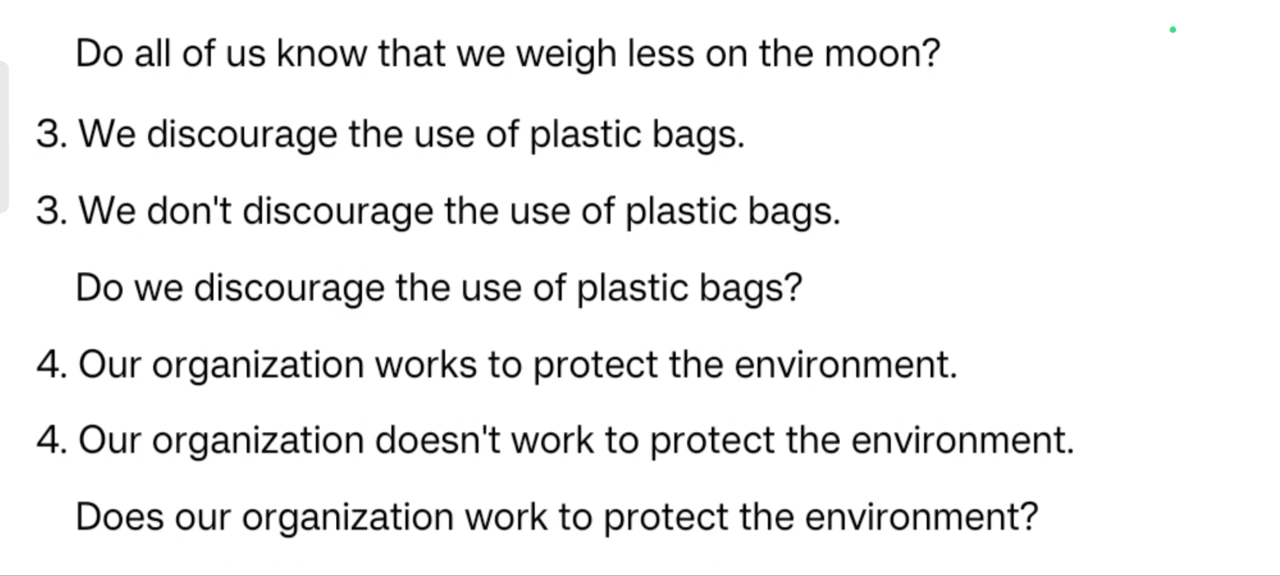 Do all of us know that we weigh less on the moon?
3. We discourage the use of plastic bags.
3. We don't discourage the use of plastic bags.
Do we discourage the use of plastic bags?
4. Our organization works to protect the environment.
4. Our organization doesn't work to protect the environment.
Does our organization work to protect the environment?